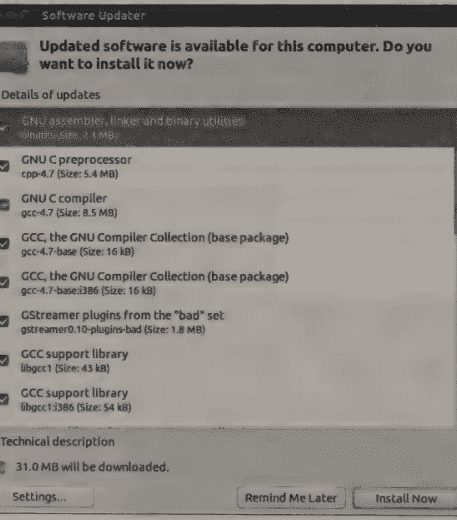 Software Updater
Updated software is available for this computer. Do you
want to install it now?
Details of updates
GNU assembler, linker and binary utilities
binutils (Size: 2.4 MB)
GNU C preprocessor
cpp-4.7 (Size: 5.4 MB)
GNU C compiler
gcc-4.7 (Size: 8.5 MB)
GCC, the GNU Compiler Collection (base package)
gcc-4.7-base (Size: 16 kB)
GCC, the GNU Compiler Collection (base package)
gcc-4.7-base:i386 (Size: 16 kB)
GStreamer plugins from the "bad" set
gstreamer0.10-plugins-bad (Size: 1.8 MB)
GCC support library
libgcc1 (Size: 43 kB)
GCC support library
libgcc1:i386 (Size: 54 kB)
Technical description
31.0 MB will be downloaded.
Settings...
Remind Me Later
Install Now